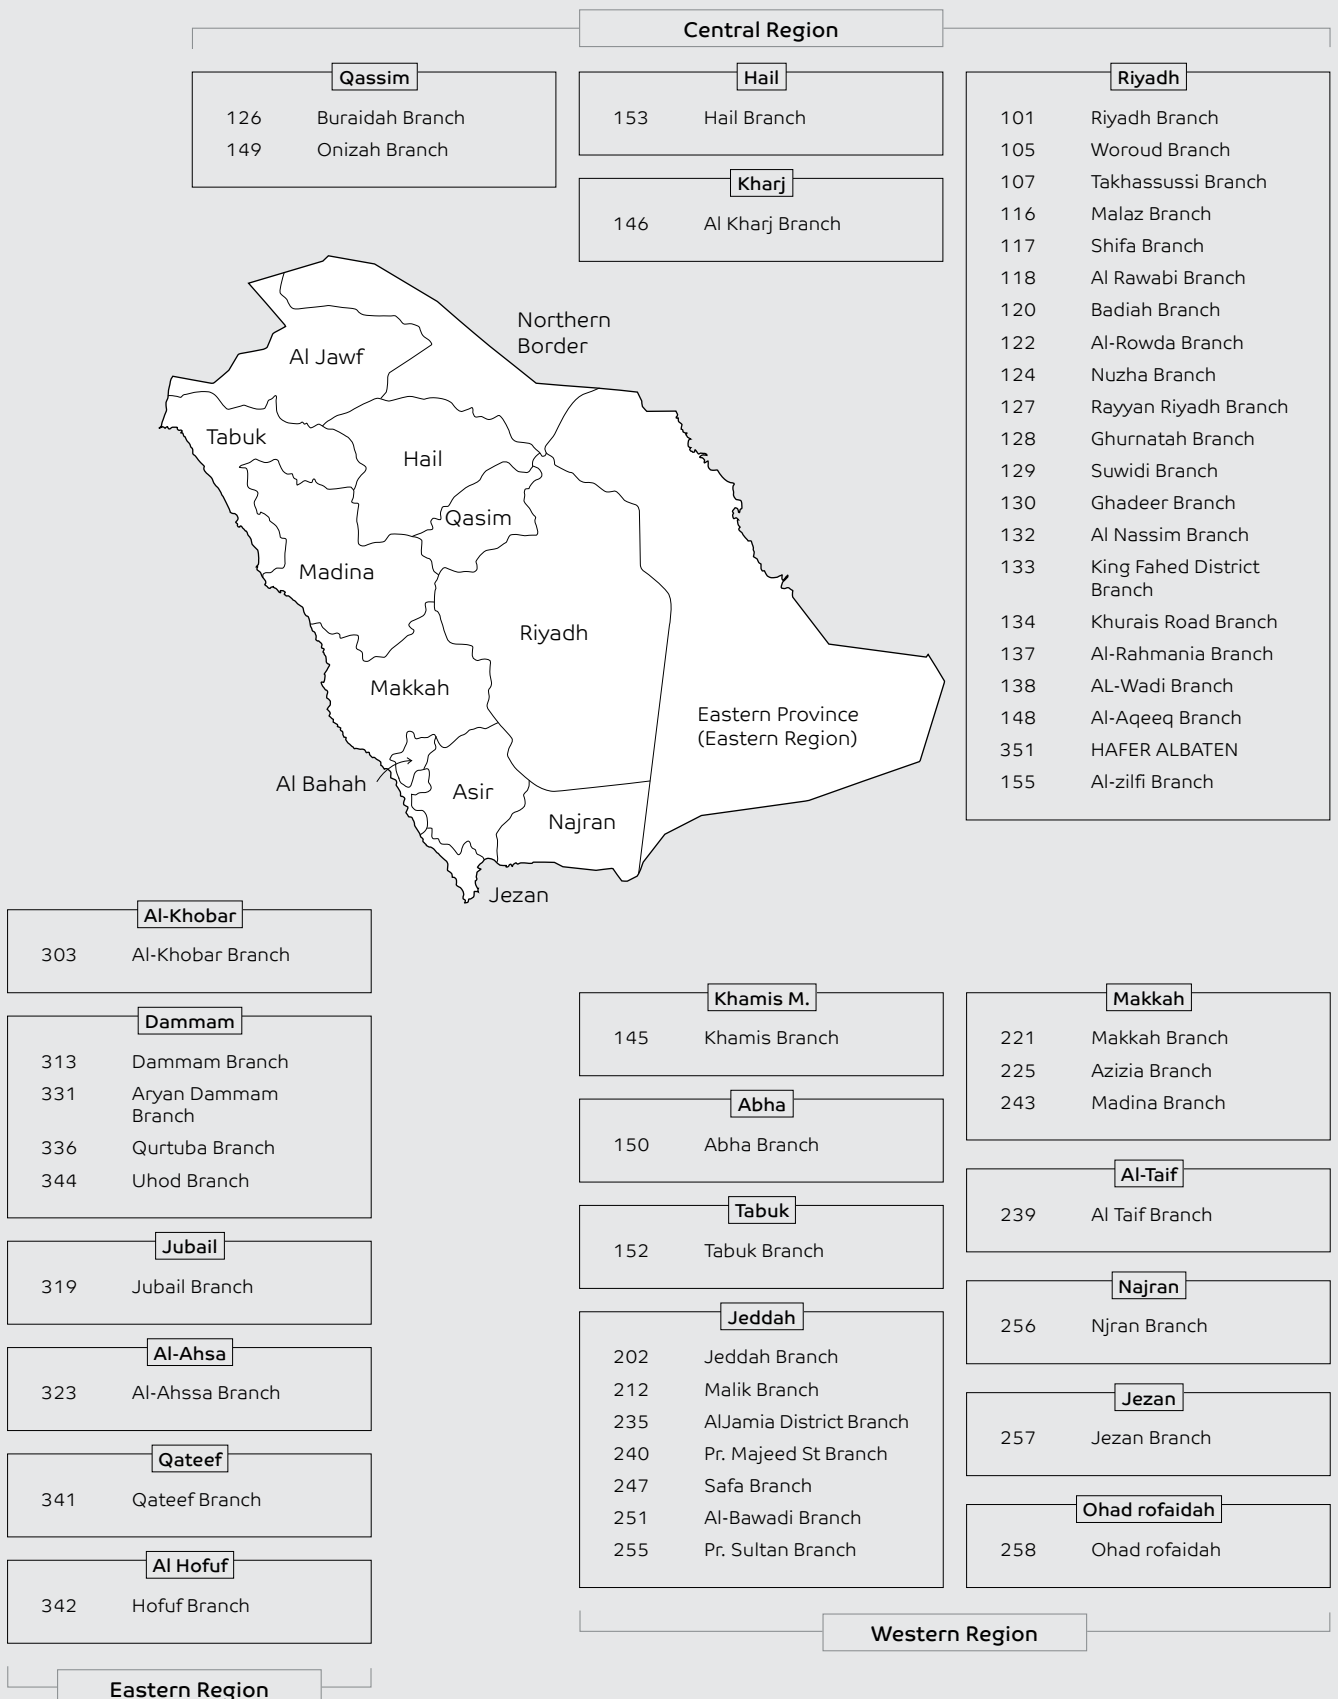 Central Region
Qassim
126 Buraidah Branch
149 Onizah Branch
Hail
153 Hail Branch
Kharj
146 Al Kharj Branch
Riyadh
101 Riyadh Branch
105 Woroud Branch
107 Takhassussi Branch
116 Malaz Branch
117 Shifa Branch
118 Al Rawabi Branch
120 Badiah Branch
122 Al-Rowda Branch
124 Nuzha Branch
127 Rayyan Riyadh Branch
128 Ghurnatah Branch
129 Suwidi Branch
130 Ghadeer Branch
132 Al Nassim Branch
133 King Fahed District
Branch
134 Khurais Road Branch
137 Al-Rahmania Branch
138 AL-Wadi Branch
148 Al-Aqeeq Branch
351 HAFER ALBATEN
155 Al-zilfi Branch
Northern
Border
Al Jawf
Tabuk
Hail
Qasim
Madina
Riyadh
Makkah
Eastern Province
(Eastern Region)
Al Bahah
Asir
Najran
Jezan
Al-Khobar
303 Al-Khobar Branch
Dammam
313 Dammam Branch
331 Aryan Dammam
Branch
336 Qurtuba Branch
344 Uhod Branch
Jubail
319 Jubail Branch
Al-Ahsa
323 Al-Ahssa Branch
Qateef
341 Qateef Branch
Al Hofuf
342 Hofuf Branch
Eastern Region
Khamis M.
145 Khamis Branch
Abha
150 Abha Branch
Tabuk
152 Tabuk Branch
Jeddah
202 Jeddah Branch
212 Malik Branch
235 AlJamia District Branch
240 Pr. Majeed St Branch
247 Safa Branch
251 Al-Bawadi Branch
255 Pr. Sultan Branch
Makkah
221 Makkah Branch
225 Azizia Branch
243 Madina Branch
Al-Taif
239 Al Taif Branch
Najran
256 Njran Branch
Jezan
257 Jezan Branch
Ohad rofaidah
258 Ohad rofaidah
Western Region